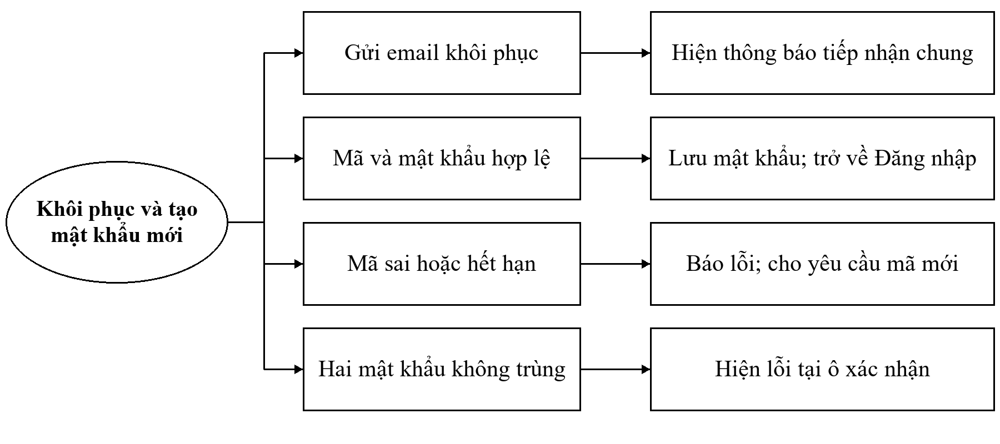 Khôi phục và tạo
mật khẩu mới
Gửi email khôi phục
Hiện thông báo tiếp nhận chung
Mã và mật khẩu hợp lệ
Lưu mật khẩu; trở về Đăng nhập
Mã sai hoặc hết hạn
Báo lỗi; cho yêu cầu mã mới
Hai mật khẩu không trùng
Hiện lỗi tại ô xác nhận